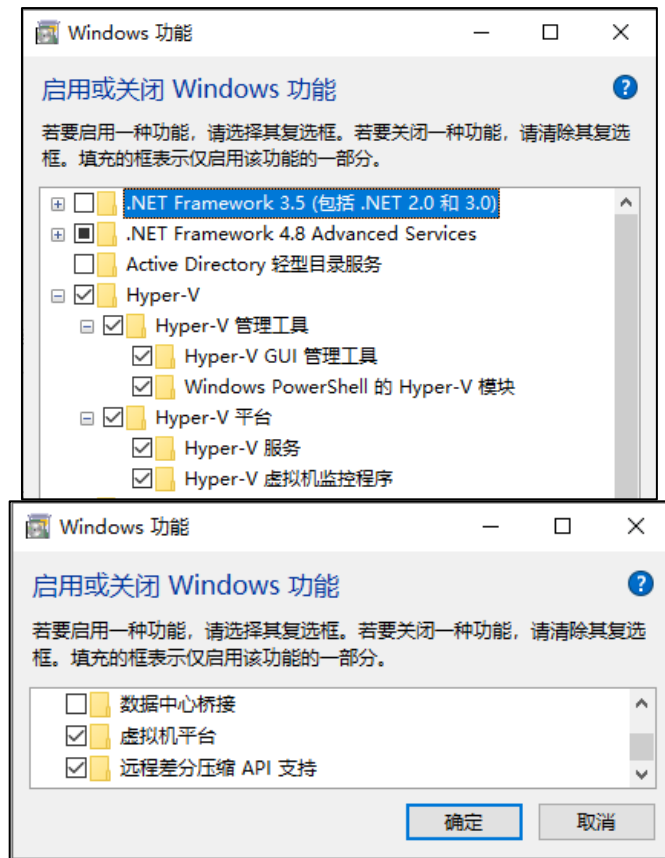 Windows 功能
启用或关闭 Windows 功能
若要启用一种功能，请选择其复选框。若要关闭一种功能，请清除其复选
框。填充的框表示仅启用该功能的一部分。
.NET Framework 3.5 (包括 .NET 2.0 和 3.0)
.NET Framework 4.8 Advanced Services
Active Directory 轻型目录服务
Hyper-V
Hyper-V 管理工具
Hyper-V GUI 管理工具
Windows PowerShell 的 Hyper-V 模块
Hyper-V 平台
Hyper-V 服务
Hyper-V 虚拟机监控程序
Windows 功能
启用或关闭 Windows 功能
若要启用一种功能，请选择其复选框。若要关闭一种功能，请清除其复选
框。填充的框表示仅启用该功能的一部分。
数据中心桥接
虚拟机平台
远程差分压缩 API 支持
确定 取消